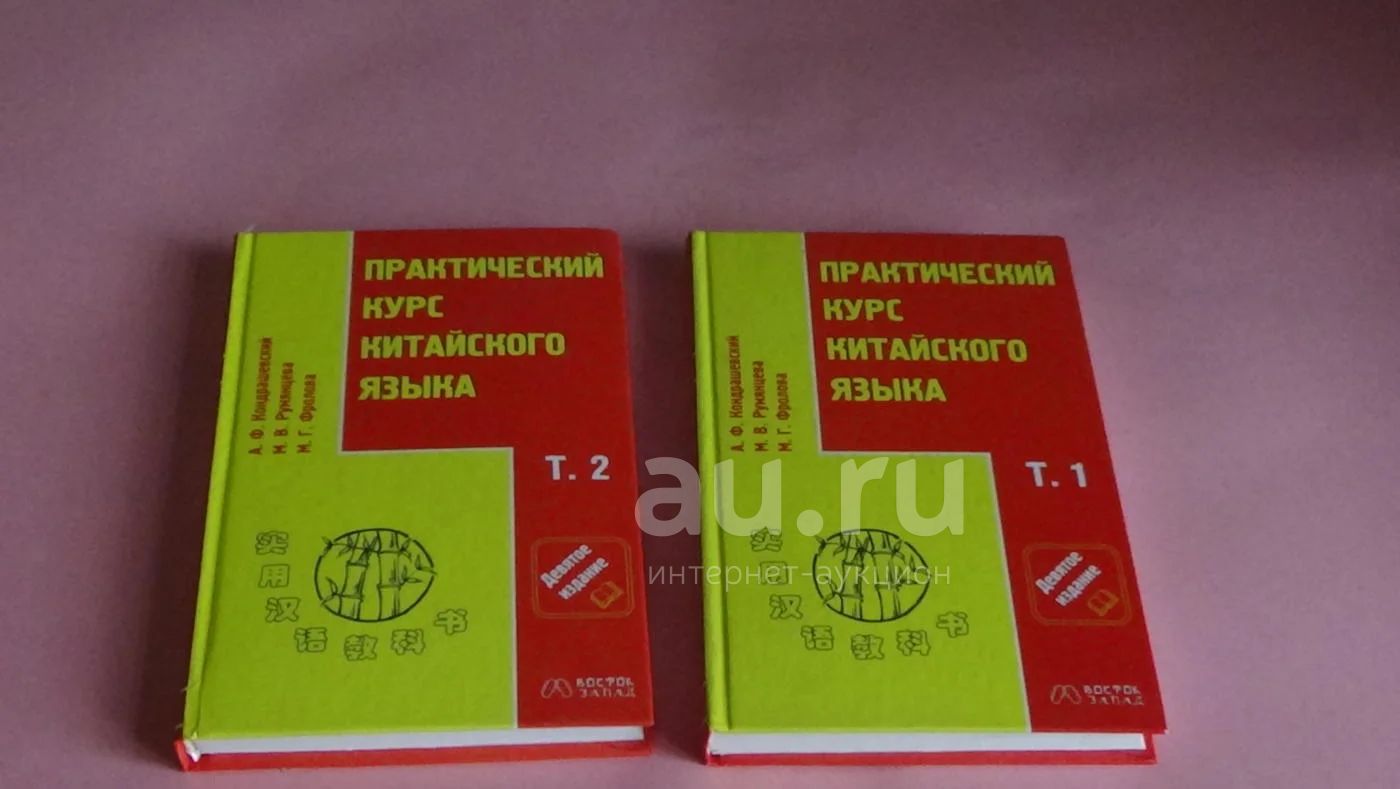 ПРАКТИЧЕСКИЙ
КУРС
КИТАЙСКОГО
ЯЗЫКА
А. Ф. Кондрашевский
М. В. Румянцева
М. Г. Фролова
Т. 2
实用汉语教科书
Девятое
издание
ВОСТОК
ЗАПАД
ПРАКТИЧЕСКИЙ
КУРС
КИТАЙСКОГО
ЯЗЫКА
А. Ф. Кондрашевский
М. В. Румянцева
М. Г. Фролова
Т. 1
实用汉语教科书
Девятое
издание
ВОСТОК
ЗАПАД
au.ru
интернет-аукцион